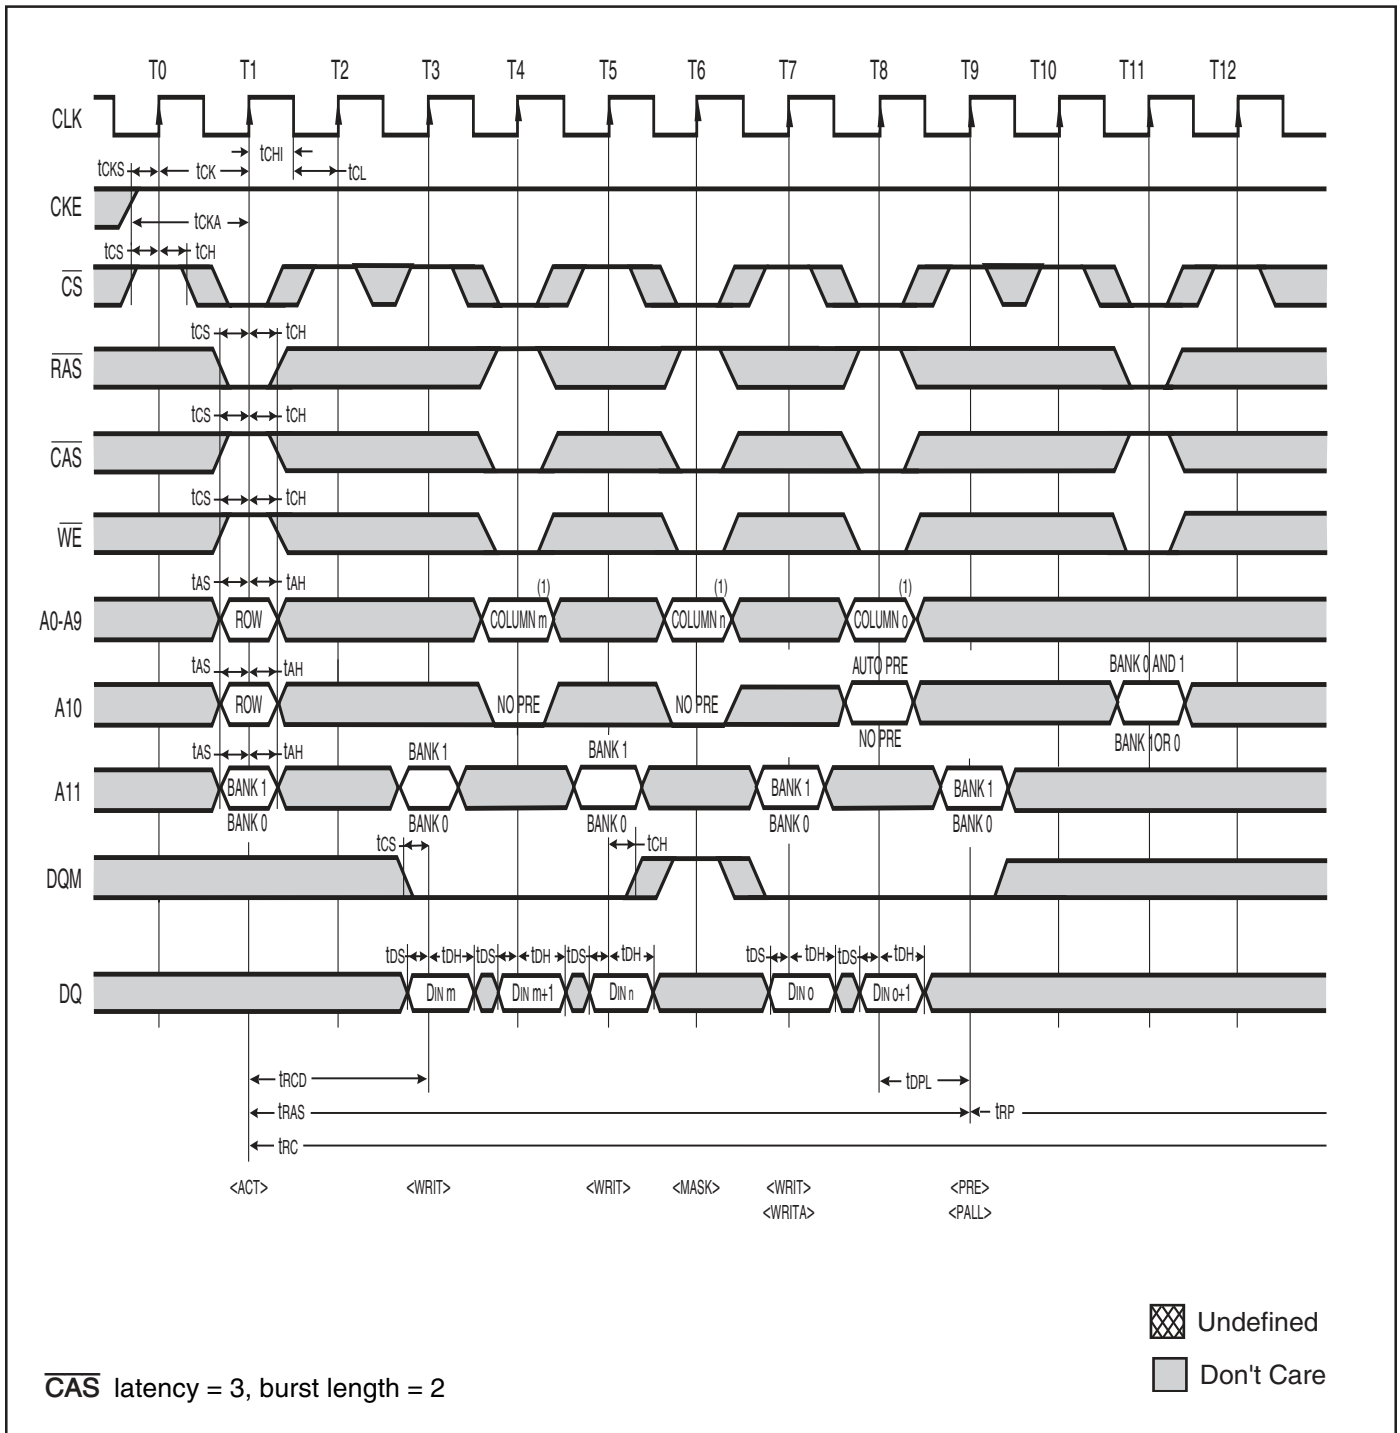 T0 T1 T2 T3 T4 T5 T6 T7 T8 T9 T10 T11 T12
CLK
tCHI
tCKS tCK tCL
CKE
tCKA
tCS tCH
CS
tCS tCH
RAS
tCS tCH
CAS
tCS tCH
WE
tAS tAH (1) (1) (1)
A0-A9 ROW COLUMN m COLUMN n COLUMN o
tAS tAH AUTO PRE BANK 0 AND 1
A10 ROW NO PRE NO PRE
NO PRE BANK 1 OR 0
tAS tAH BANK 1 BANK 1
A11 BANK 1 BANK 1 BANK 1
BANK 0 BANK 0 BANK 0 BANK 0 BANK 0
tCS tCH
DQM
tDS tDH tDS tDH tDS tDH tDS tDH tDS tDH
DQ DIN m DIN m+1 DIN n DIN o DIN o+1
tRCD tDPL
tRAS tRP
tRC
<ACT> <WRIT> <WRIT> <MASK> <WRIT> <PRE>
<WRITA> <PALL>
Undefined
Don't Care
CAS latency = 3, burst length = 2